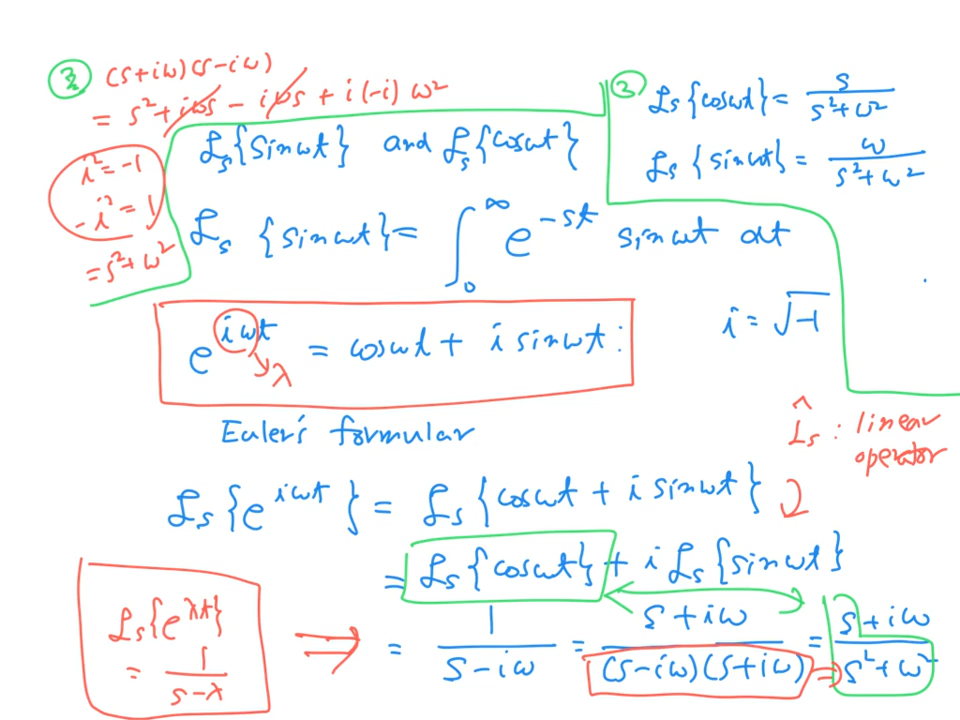 ③ (s+iω)(s-iω)
= s²+iωs - iωs + i(-i)ω²
i²=-1
-i²=1
=s²+ω²
② ℒs{cosωt}= s/(s²+ω²)
ℒs{sinωt}= ω/(s²+ω²)
ℒs{sinωt} and ℒs{cosωt}
ℒs{sinωt}= ∫₀^∞ e^(-st) sinωt dt
e^(iωt) = cosωt + i sinωt :
→λ
i = √-1
Euler's formular
L̂s : linear
operator
ℒs{e^(iωt)} = ℒs{cosωt + i sinωt}
= ℒs{cosωt} + iℒs{sinωt}
ℒs{e^(λt)}
= 1/(s-λ)
⇒ = 1/(s-iω) = (s+iω)/((s-iω)(s+iω)) ⇒ = (s+iω)/(s²+ω²)